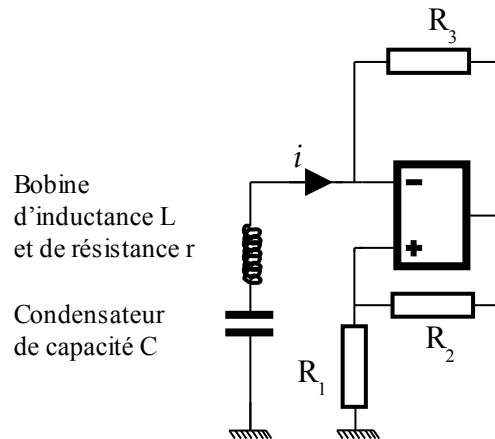 R3
i
Bobine
d'inductance L
et de résistance r
-
+
Condensateur
de capacité C
R2
R1